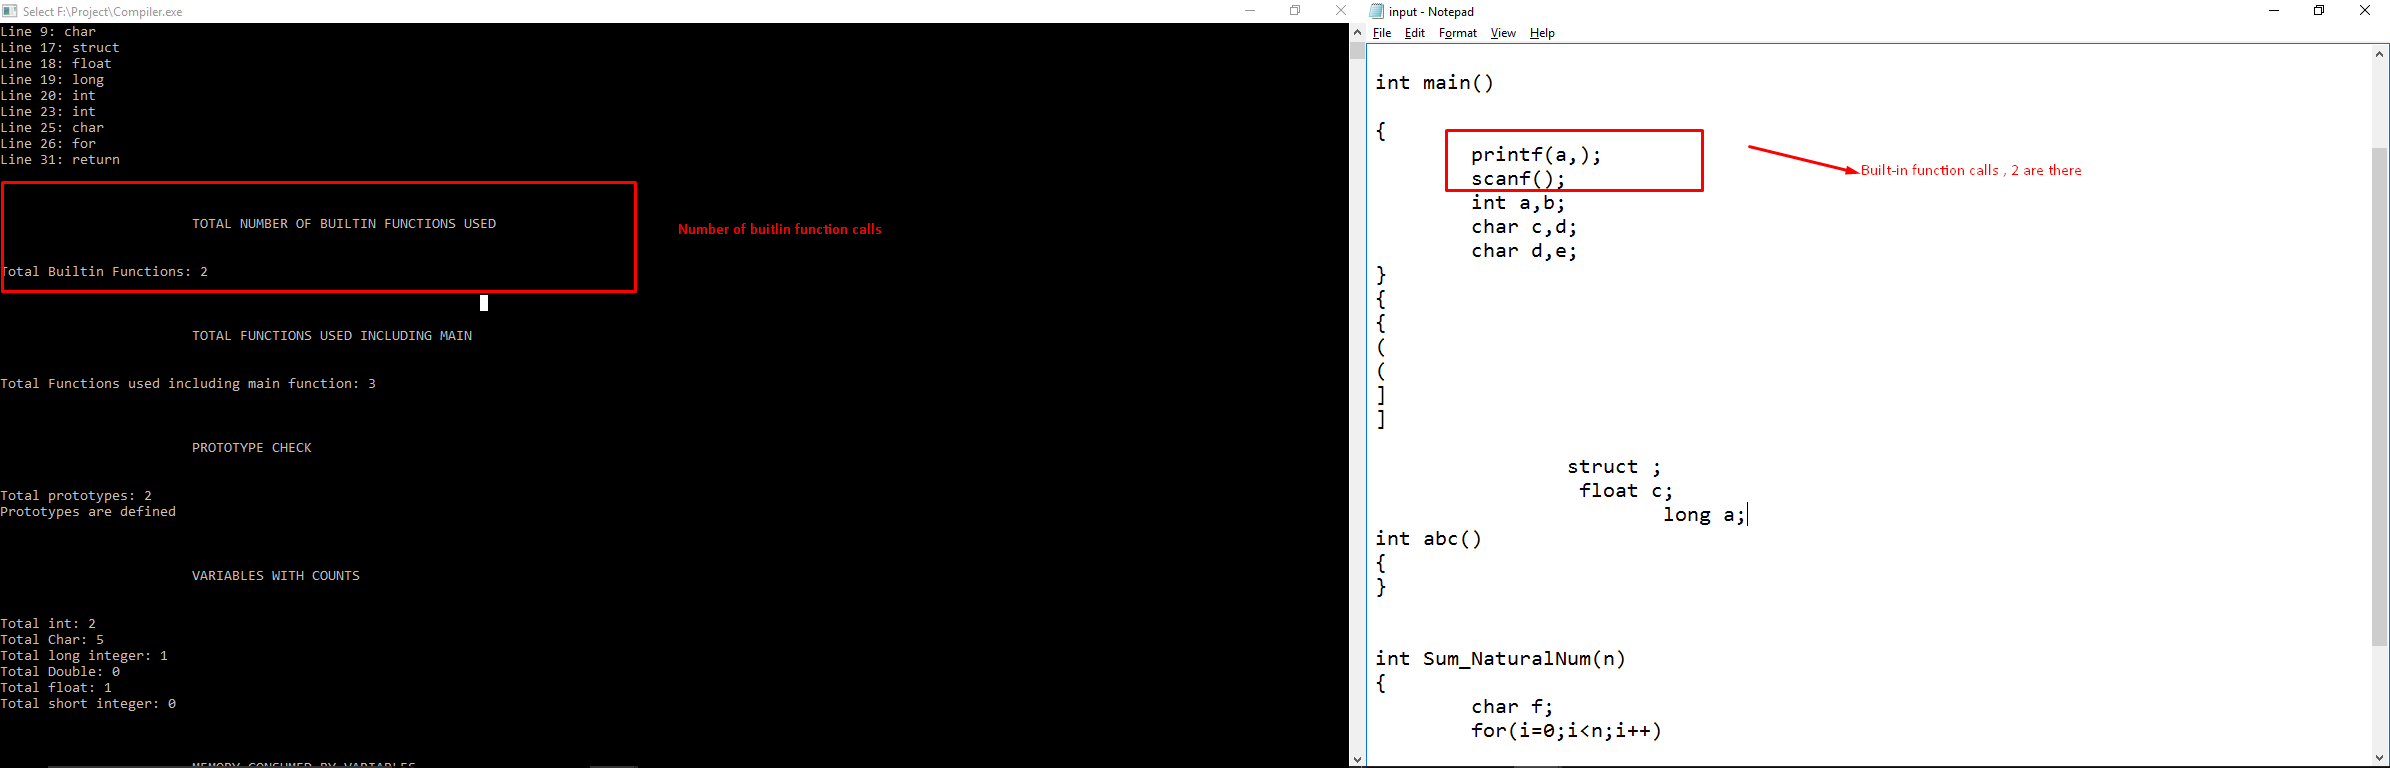 Select F:\Project\Compiler.exe
Line 9: char
Line 17: struct
Line 18: float
Line 19: long
Line 20: int
Line 23: int
Line 25: char
Line 26: for
Line 31: return
TOTAL NUMBER OF BUILTIN FUNCTIONS USED
Number of buitlin function calls
Total Builtin Functions: 2
TOTAL FUNCTIONS USED INCLUDING MAIN
Total Functions used including main function: 3
PROTOTYPE CHECK
Total prototypes: 2
Prototypes are defined
VARIABLES WITH COUNTS
Total int: 2
Total Char: 5
Total long integer: 1
Total Double: 0
Total float: 1
Total short integer: 0
MEMORY CONSUMED BY VARIABLES
input - Notepad
File Edit Format View Help
int main()
{
printf(a,);
Built-in function calls , 2 are there
scanf();
int a,b;
char c,d;
char d,e;
}
{
{
(
(
]
]
struct ;
float c;
long a;
int abc()
{
}
int Sum_NaturalNum(n)
{
char f;
for(i=0;i<n;i++)